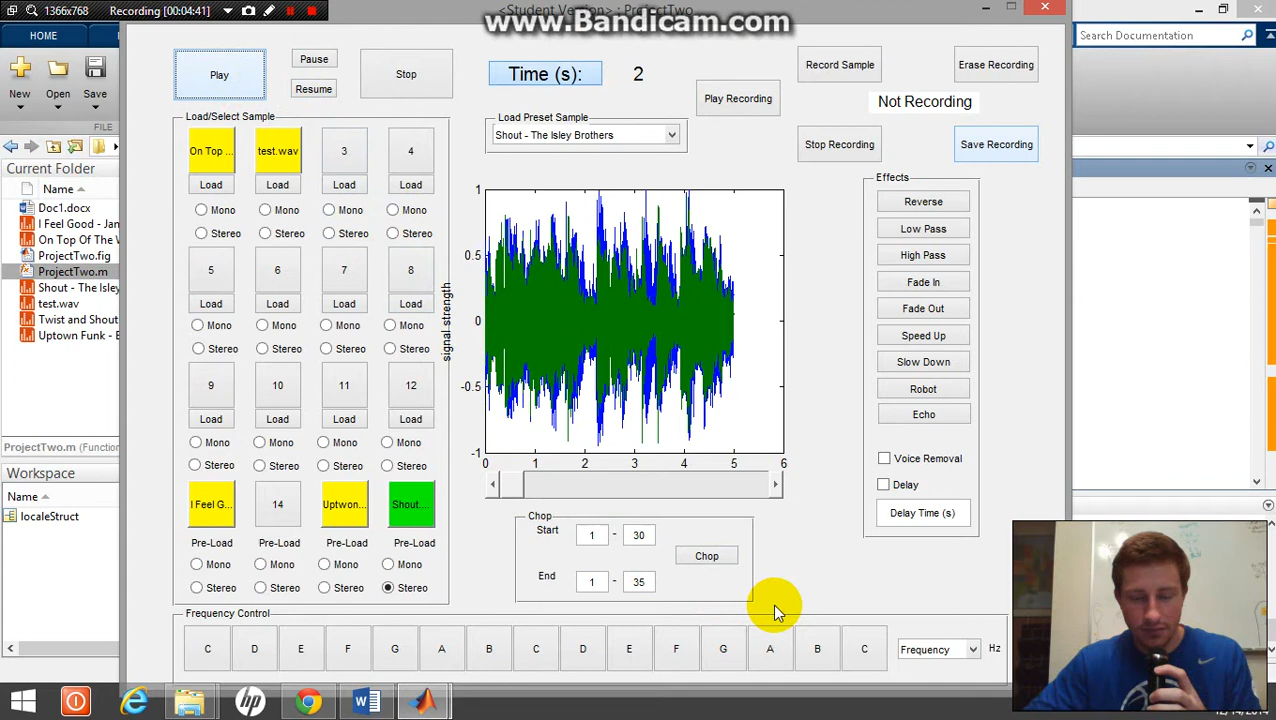 1366x768 Recording [00:04:41]
<Student Version> : ProjectTwo
www.Bandicam.com
HOME
Search Documentation
New Open Save
FILE
Current Folder
Name
Doc1.docx
I Feel Good - Jan
On Top Of The W
ProjectTwo.fig
ProjectTwo.m
Shout - The Isley
test.wav
Twist and Shout
Uptown Funk - B
ProjectTwo.m (Function
Workspace
Name
localeStruct
Play Pause Resume Stop
Time (s): 2
Play Recording
Record Sample Erase Recording
Not Recording
Stop Recording Save Recording
Load Preset Sample
Shout - The Isley Brothers
Load/Select Sample
On Top ... test.wav 3 4
Load Load Load Load
Mono Mono Mono Mono
Stereo Stereo Stereo Stereo
5 6 7 8
Load Load Load Load
Mono Mono Mono Mono
Stereo Stereo Stereo Stereo
9 10 11 12
Load Load Load Load
Mono Mono Mono Mono
Stereo Stereo Stereo Stereo
I Feel G... 14 Uptwon... Shout....
Pre-Load Pre-Load Pre-Load Pre-Load
Mono Mono Mono Mono
Stereo Stereo Stereo Stereo
signal strength
1
0.5
0
-0.5
-1
0 1 2 3 4 5 6
Chop
Start 1 - 30
End 1 - 35
Chop
Effects
Reverse
Low Pass
High Pass
Fade In
Fade Out
Speed Up
Slow Down
Robot
Echo
Voice Removal
Delay
Delay Time (s)
Frequency Control
C D E F G A B C D E F G A B C
Frequency Hz